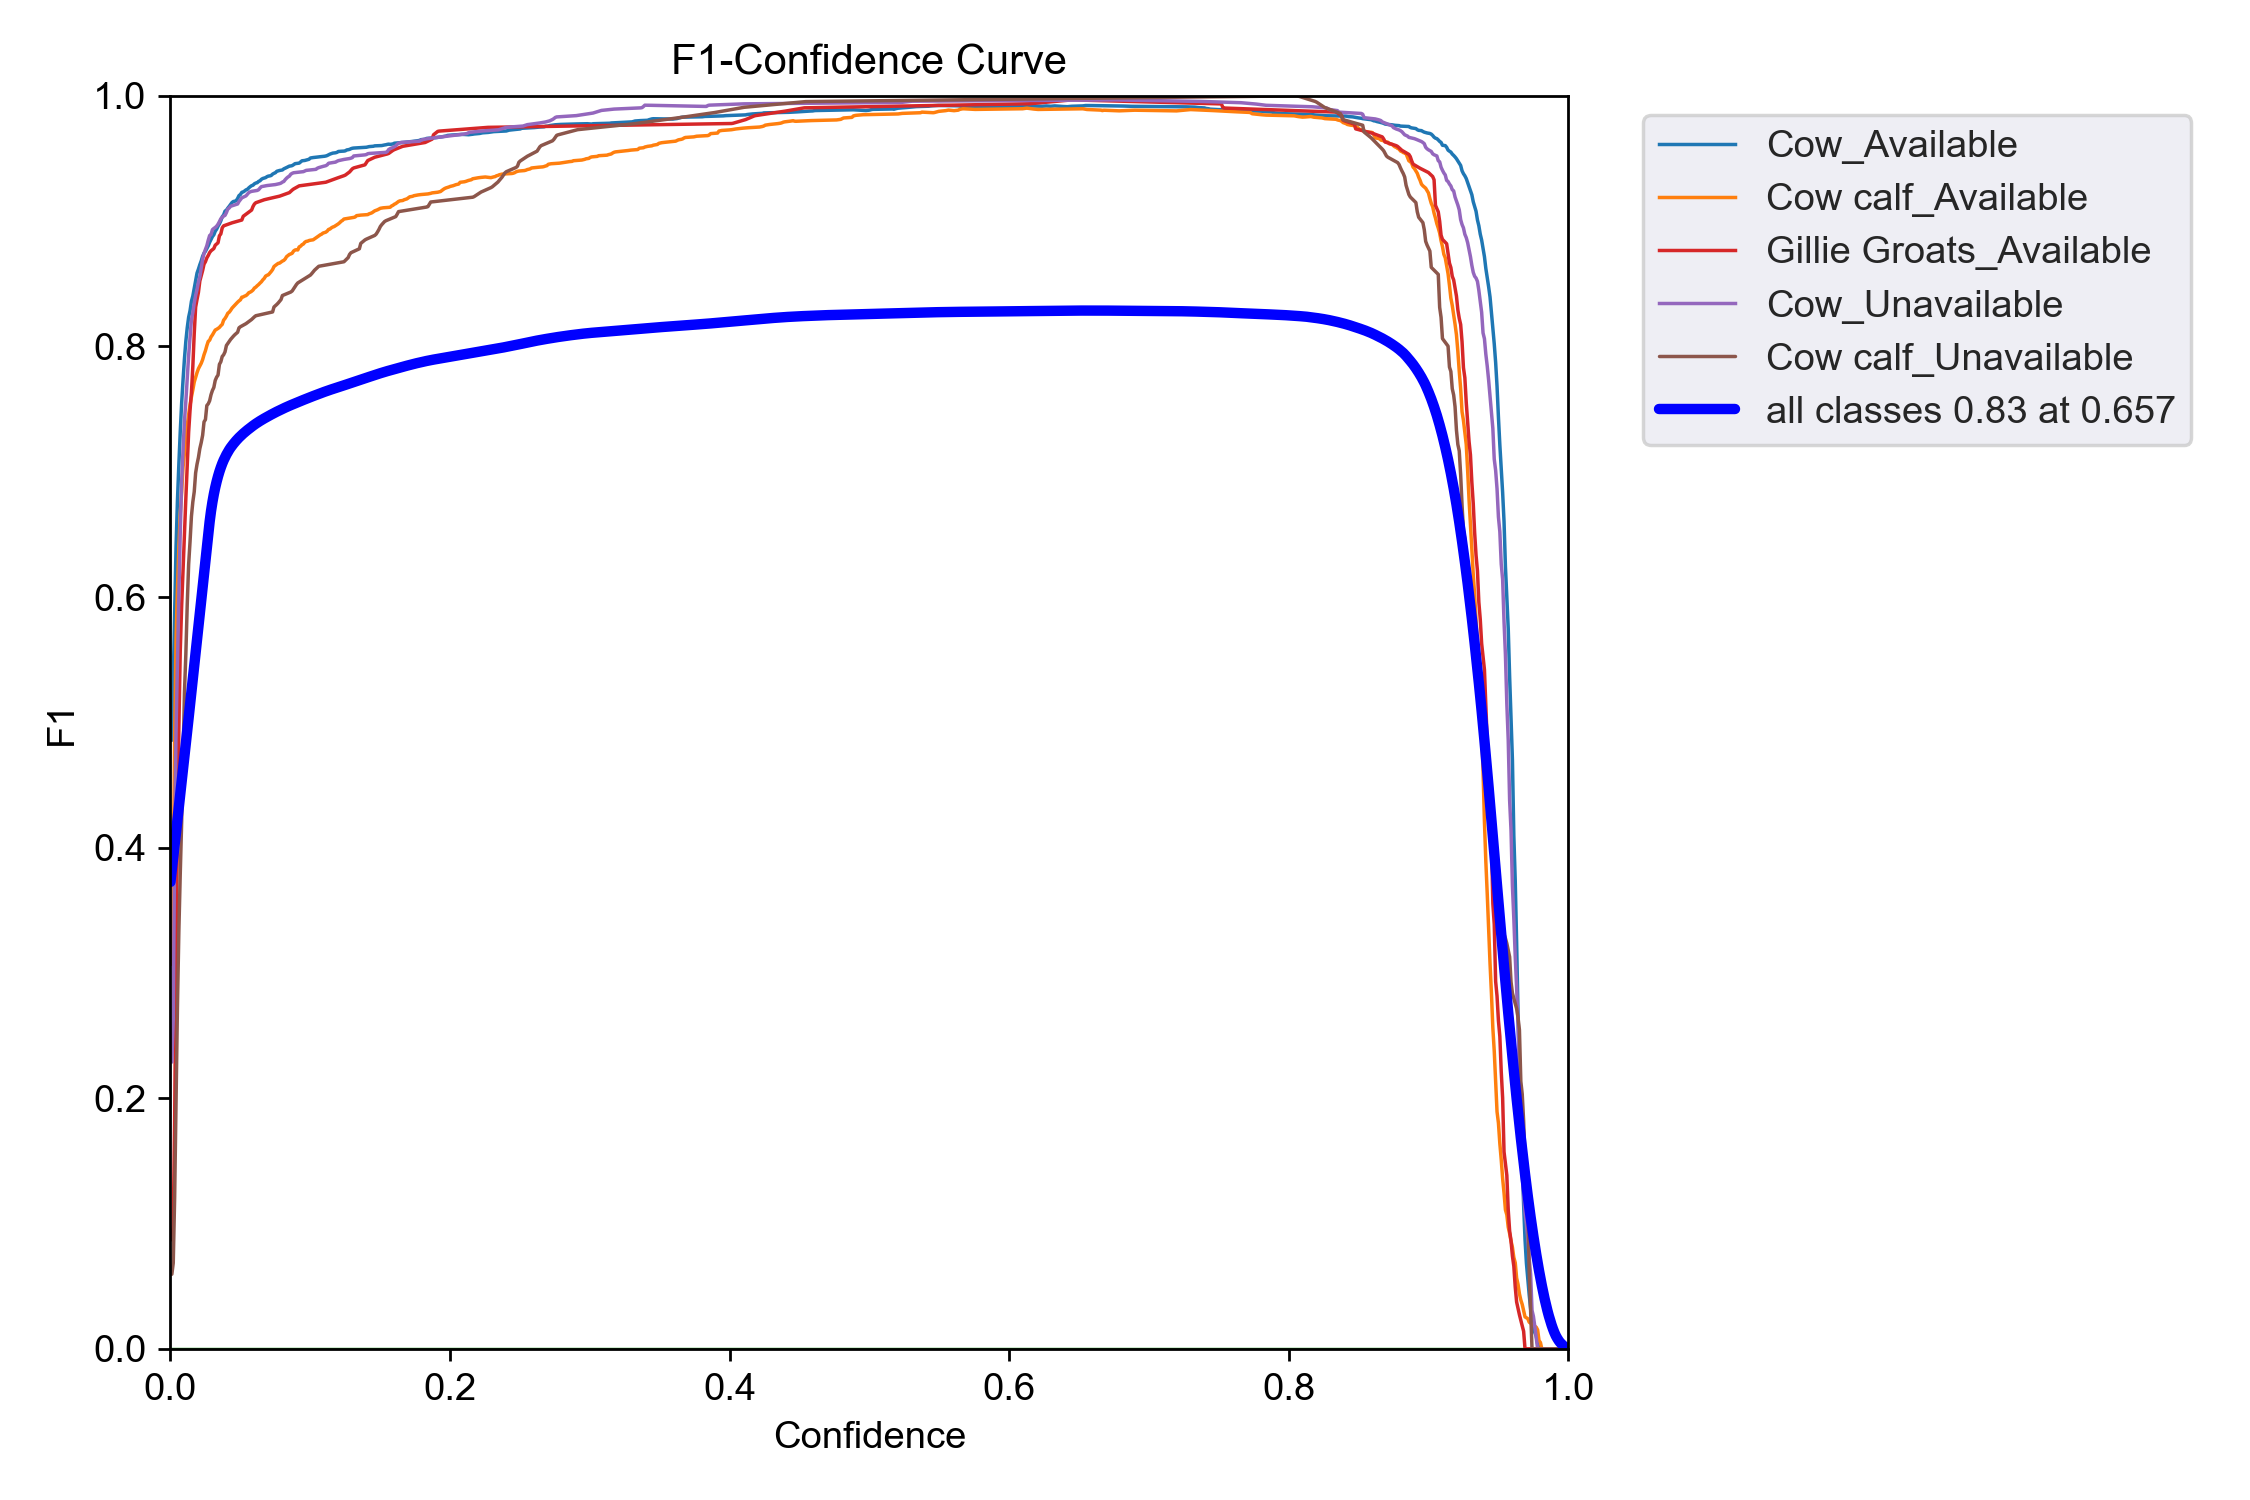 F1-Confidence Curve
1.0
0.8
0.6
0.4
0.2
0.0
F1
0.0 0.2 0.4 0.6 0.8 1.0
Confidence
Cow_Available
Cow calf_Available
Gillie Groats_Available
Cow_Unavailable
Cow calf_Unavailable
all classes 0.83 at 0.657